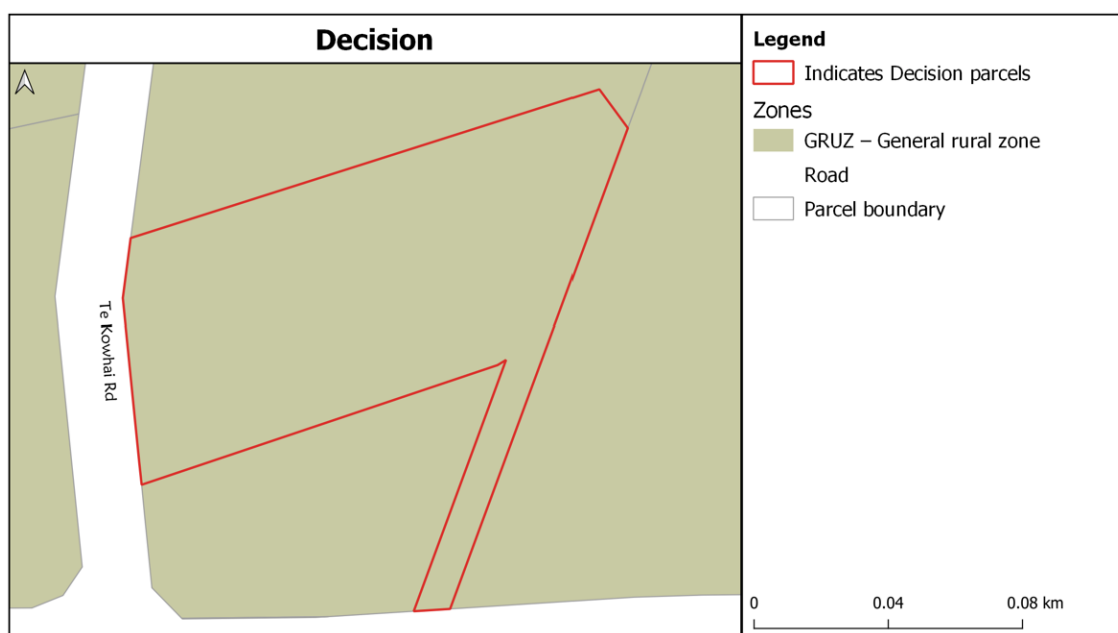 Decision
Te Kowhai Rd
Legend
Indicates Decision parcels
Zones
GRUZ – General rural zone
Road
Parcel boundary
0 0.04 0.08 km